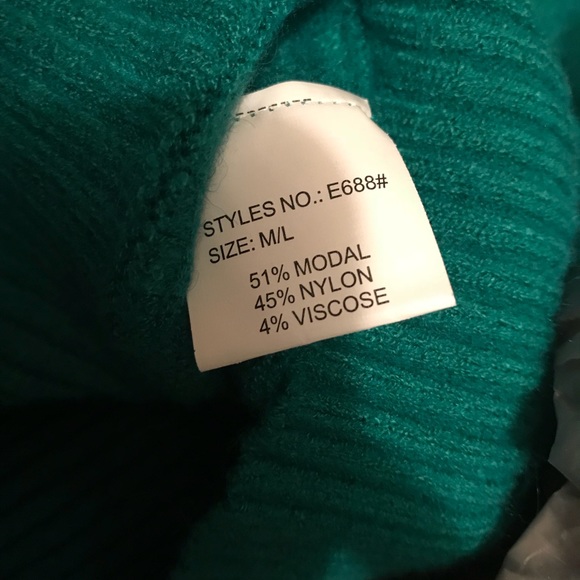 STYLES NO.: E688#
SIZE: M/L
51% MODAL
45% NYLON
4% VISCOSE